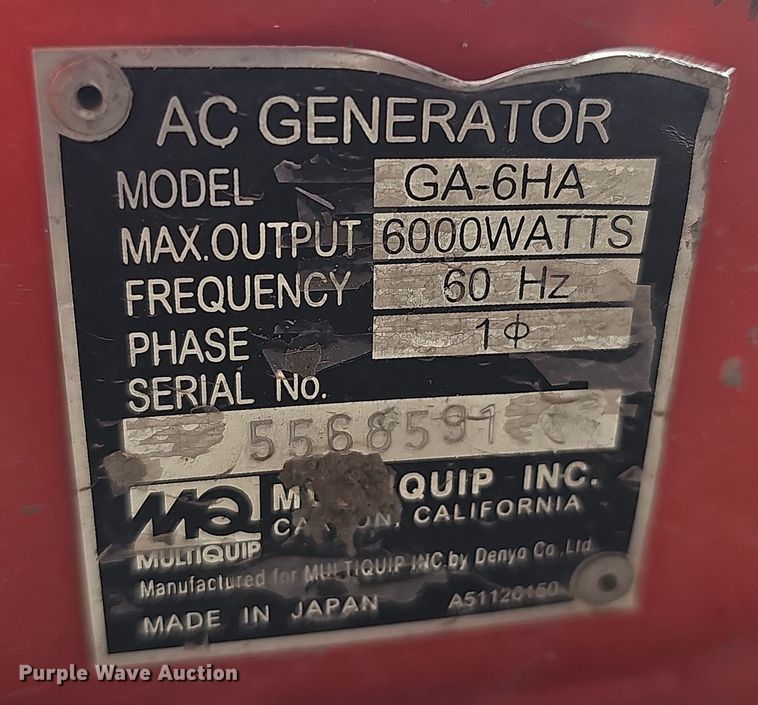 AC GENERATOR
MODEL GA-6HA
MAX.OUTPUT 6000WATTS
FREQUENCY 60 Hz
PHASE 1Φ
SERIAL No.
5568591
MQ QUIP INC.
MULTIQUIP CALIFORNIA
Manufactured for MULTIQUIP INC. by Denyo Co., Ltd.
MADE IN JAPAN
Purple Wave Auction